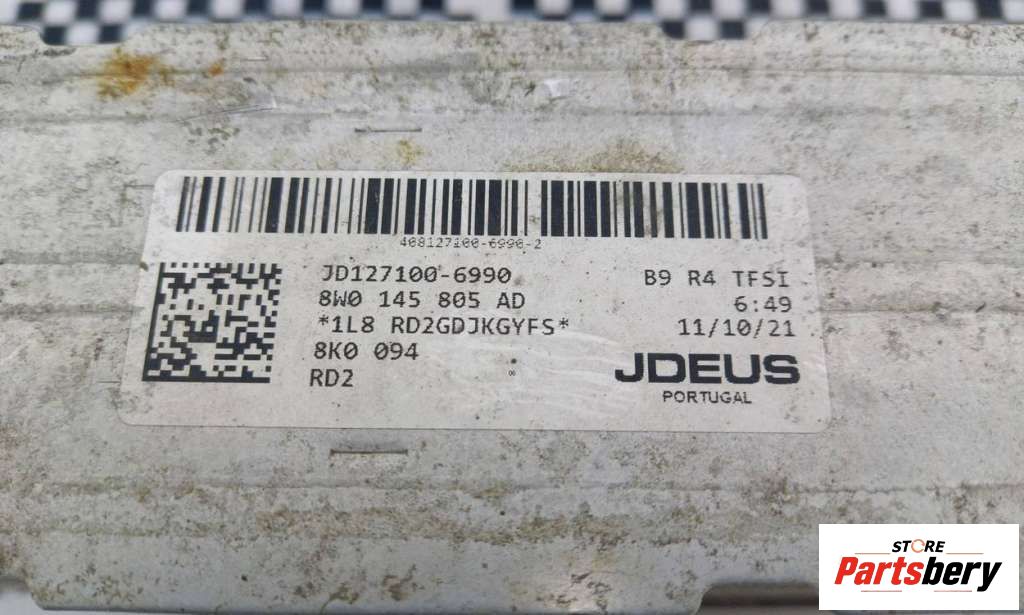 408127100-6990-2
JD127100-6990
8W0 145 805 AD
*1L8 RD2GDJKGYFS*
8K0 094
RD2
B9 R4 TFSI
6:49
11/10/21
JDEUS
PORTUGAL
STORE
Partsbery